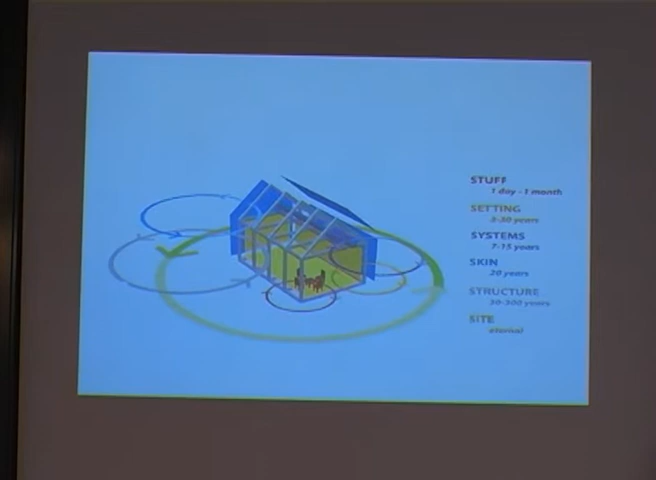 STUFF
1 day - 1 month
SETTING
3-30 years
SYSTEMS
7-15 years
SKIN
20 years
STRUCTURE
30-300 years
SITE
eternal